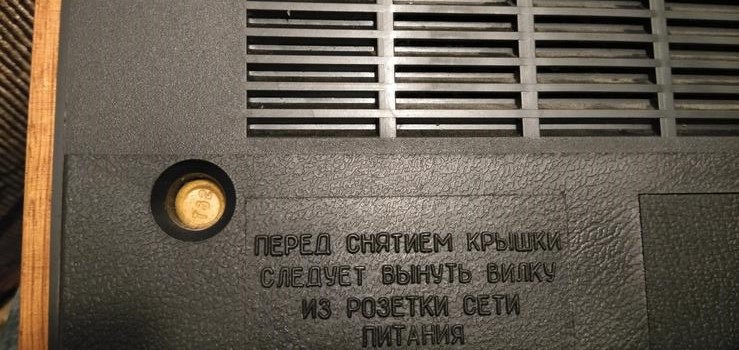 ПЕРЕД СНЯТИЕМ КРЫШКИ
СЛЕДУЕТ ВЫНУТЬ ВИЛКУ
ИЗ РОЗЕТКИ СЕТИ
ПИТАНИЯ